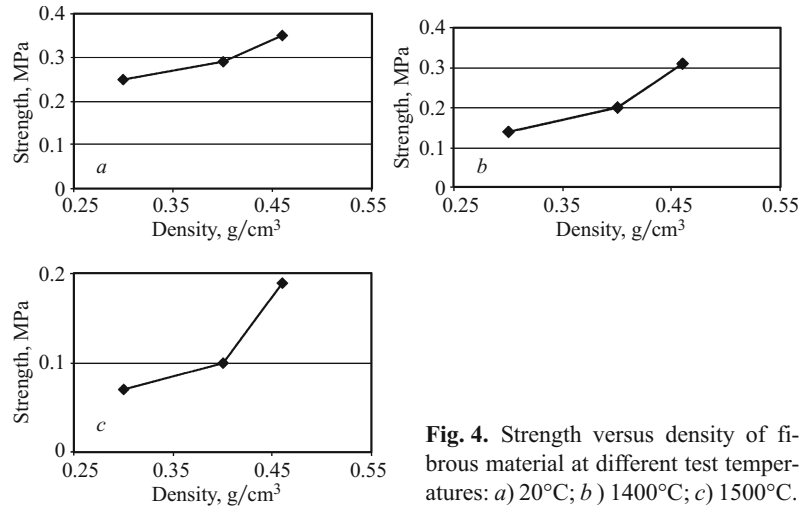 0.4
0.3
0.2
0.1
0
Strength, MPa
a
0.25 0.35 0.45 0.55
Density, g/cm³
0.4
0.3
0.2
0.1
0
Strength, MPa
b
0.25 0.35 0.45 0.55
Density, g/cm³
0.2
0.1
0
Strength, MPa
c
0.25 0.35 0.45 0.55
Density, g/cm³
Fig. 4. Strength versus density of fi-
brous material at different test temper-
atures: a) 20°C; b) 1400°C; c) 1500°C.